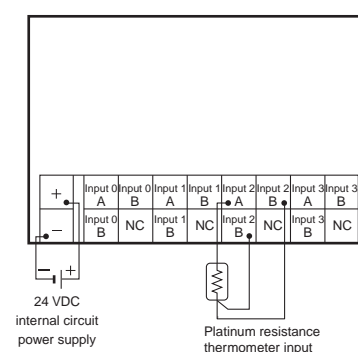 + Input 0 A Input 0 B Input 1 A Input 1 B Input 2 A Input 2 B Input 3 A Input 3 B
− Input 0 B NC Input 1 B NC Input 2 B NC Input 3 B NC
− +
24 VDC
internal circuit
power supply
Platinum resistance
thermometer input